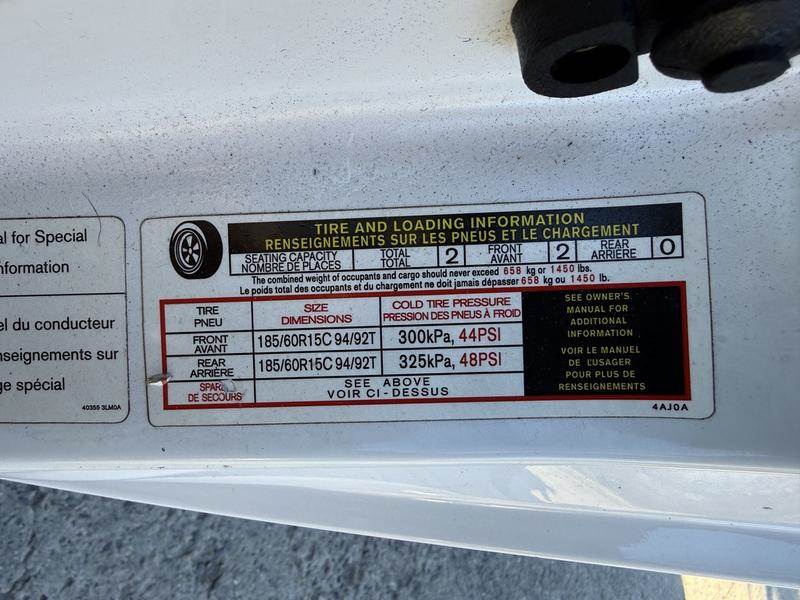 al for Special
nformation
el du conducteur
nseignements sur
ge spécial
40355 3LM0A
TIRE AND LOADING INFORMATION
RENSEIGNEMENTS SUR LES PNEUS ET LE CHARGEMENT
SEATING CAPACITY TOTAL 2 FRONT 2 REAR 0
NOMBRE DE PLACES TOTAL AVANT ARRIÈRE
The combined weight of occupants and cargo should never exceed 658 kg or 1450 lbs.
Le poids total des occupants et du chargement ne doit jamais dépasser 658 kg ou 1450 lb.
TIRE SIZE COLD TIRE PRESSURE
PNEU DIMENSIONS PRESSION DES PNEUS À FROID
FRONT
AVANT 185/60R15C 94/92T 300kPa, 44PSI
REAR
ARRIÈRE 185/60R15C 94/92T 325kPa, 48PSI
SPARE SEE ABOVE
DE SECOURS VOIR CI-DESSUS
SEE OWNER'S
MANUAL FOR
ADDITIONAL
INFORMATION
VOIR LE MANUEL
DE L'USAGER
POUR PLUS DE
RENSEIGNEMENTS
4AJ0A